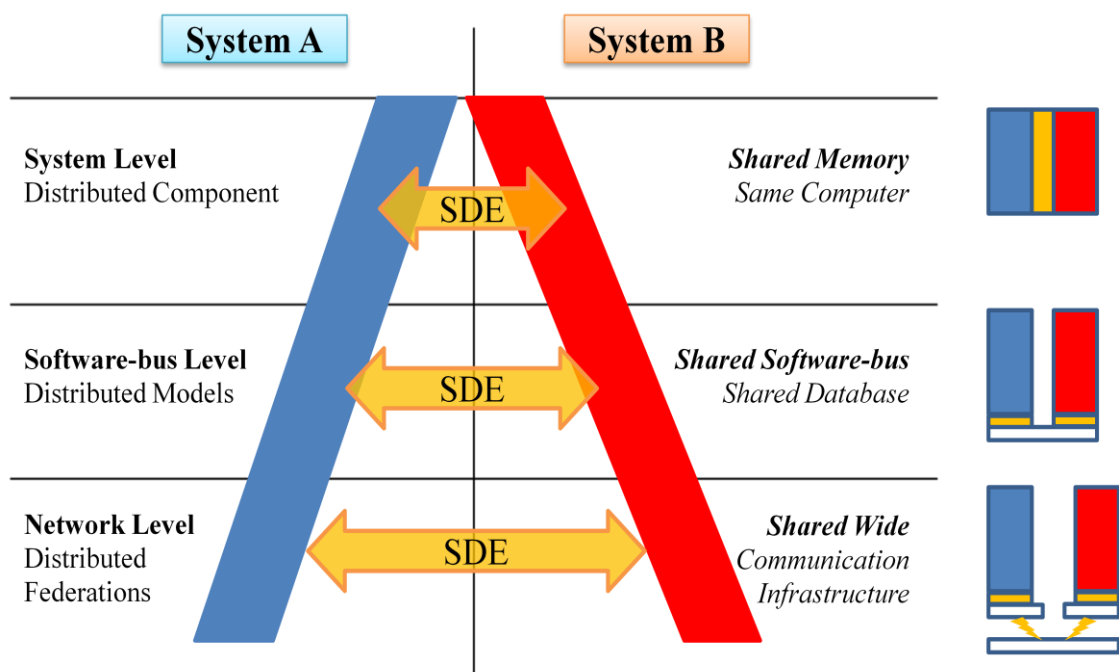 System A
System B
System Level
Distributed Component
SDE
Shared Memory
Same Computer
Software-bus Level
Distributed Models
SDE
Shared Software-bus
Shared Database
Network Level
Distributed
Federations
SDE
Shared Wide
Communication
Infrastructure